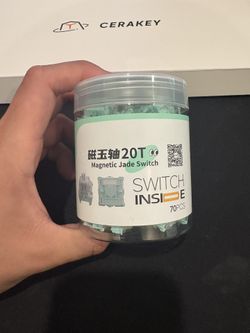 CERAKEY
磁玉轴20T
Magnetic Jade Switch
SWITCH
INSIDE
70PCS